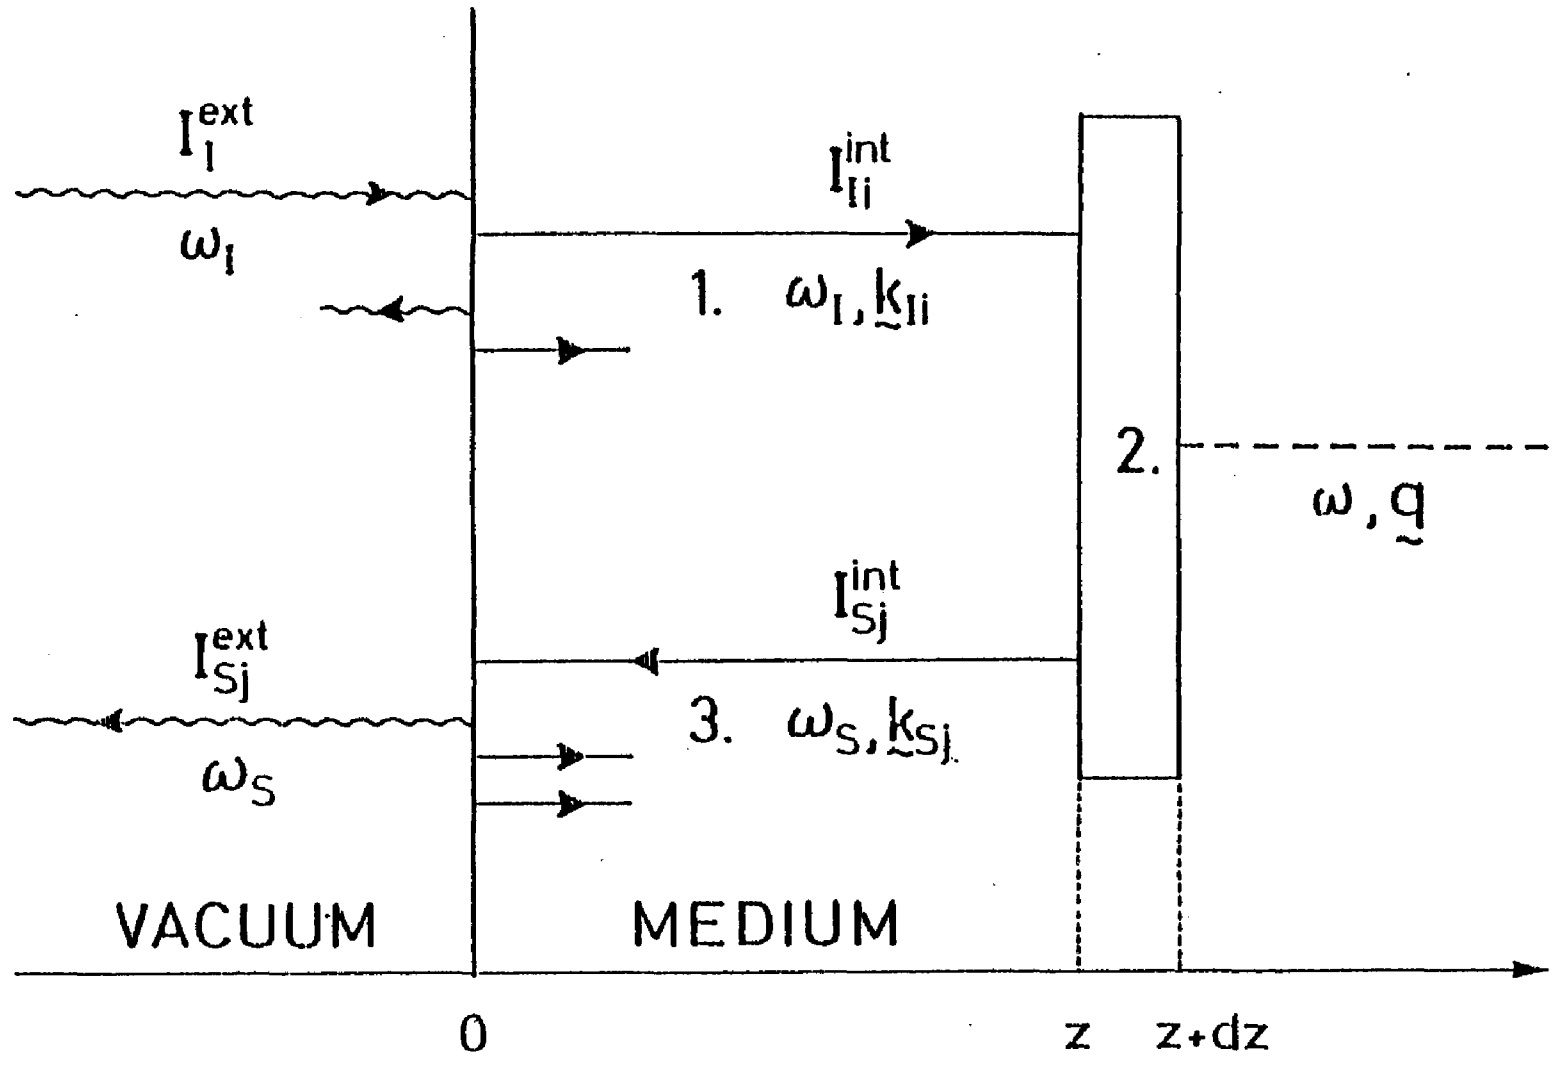 I_I^ext
ω_I
I_Ii^int
1. ω_I, k_Ii
2.
ω, q
I_Sj^int
I_Sj^ext
3. ω_S, k_Sj
ω_S
VACUUM
MEDIUM
0
z
z+dz